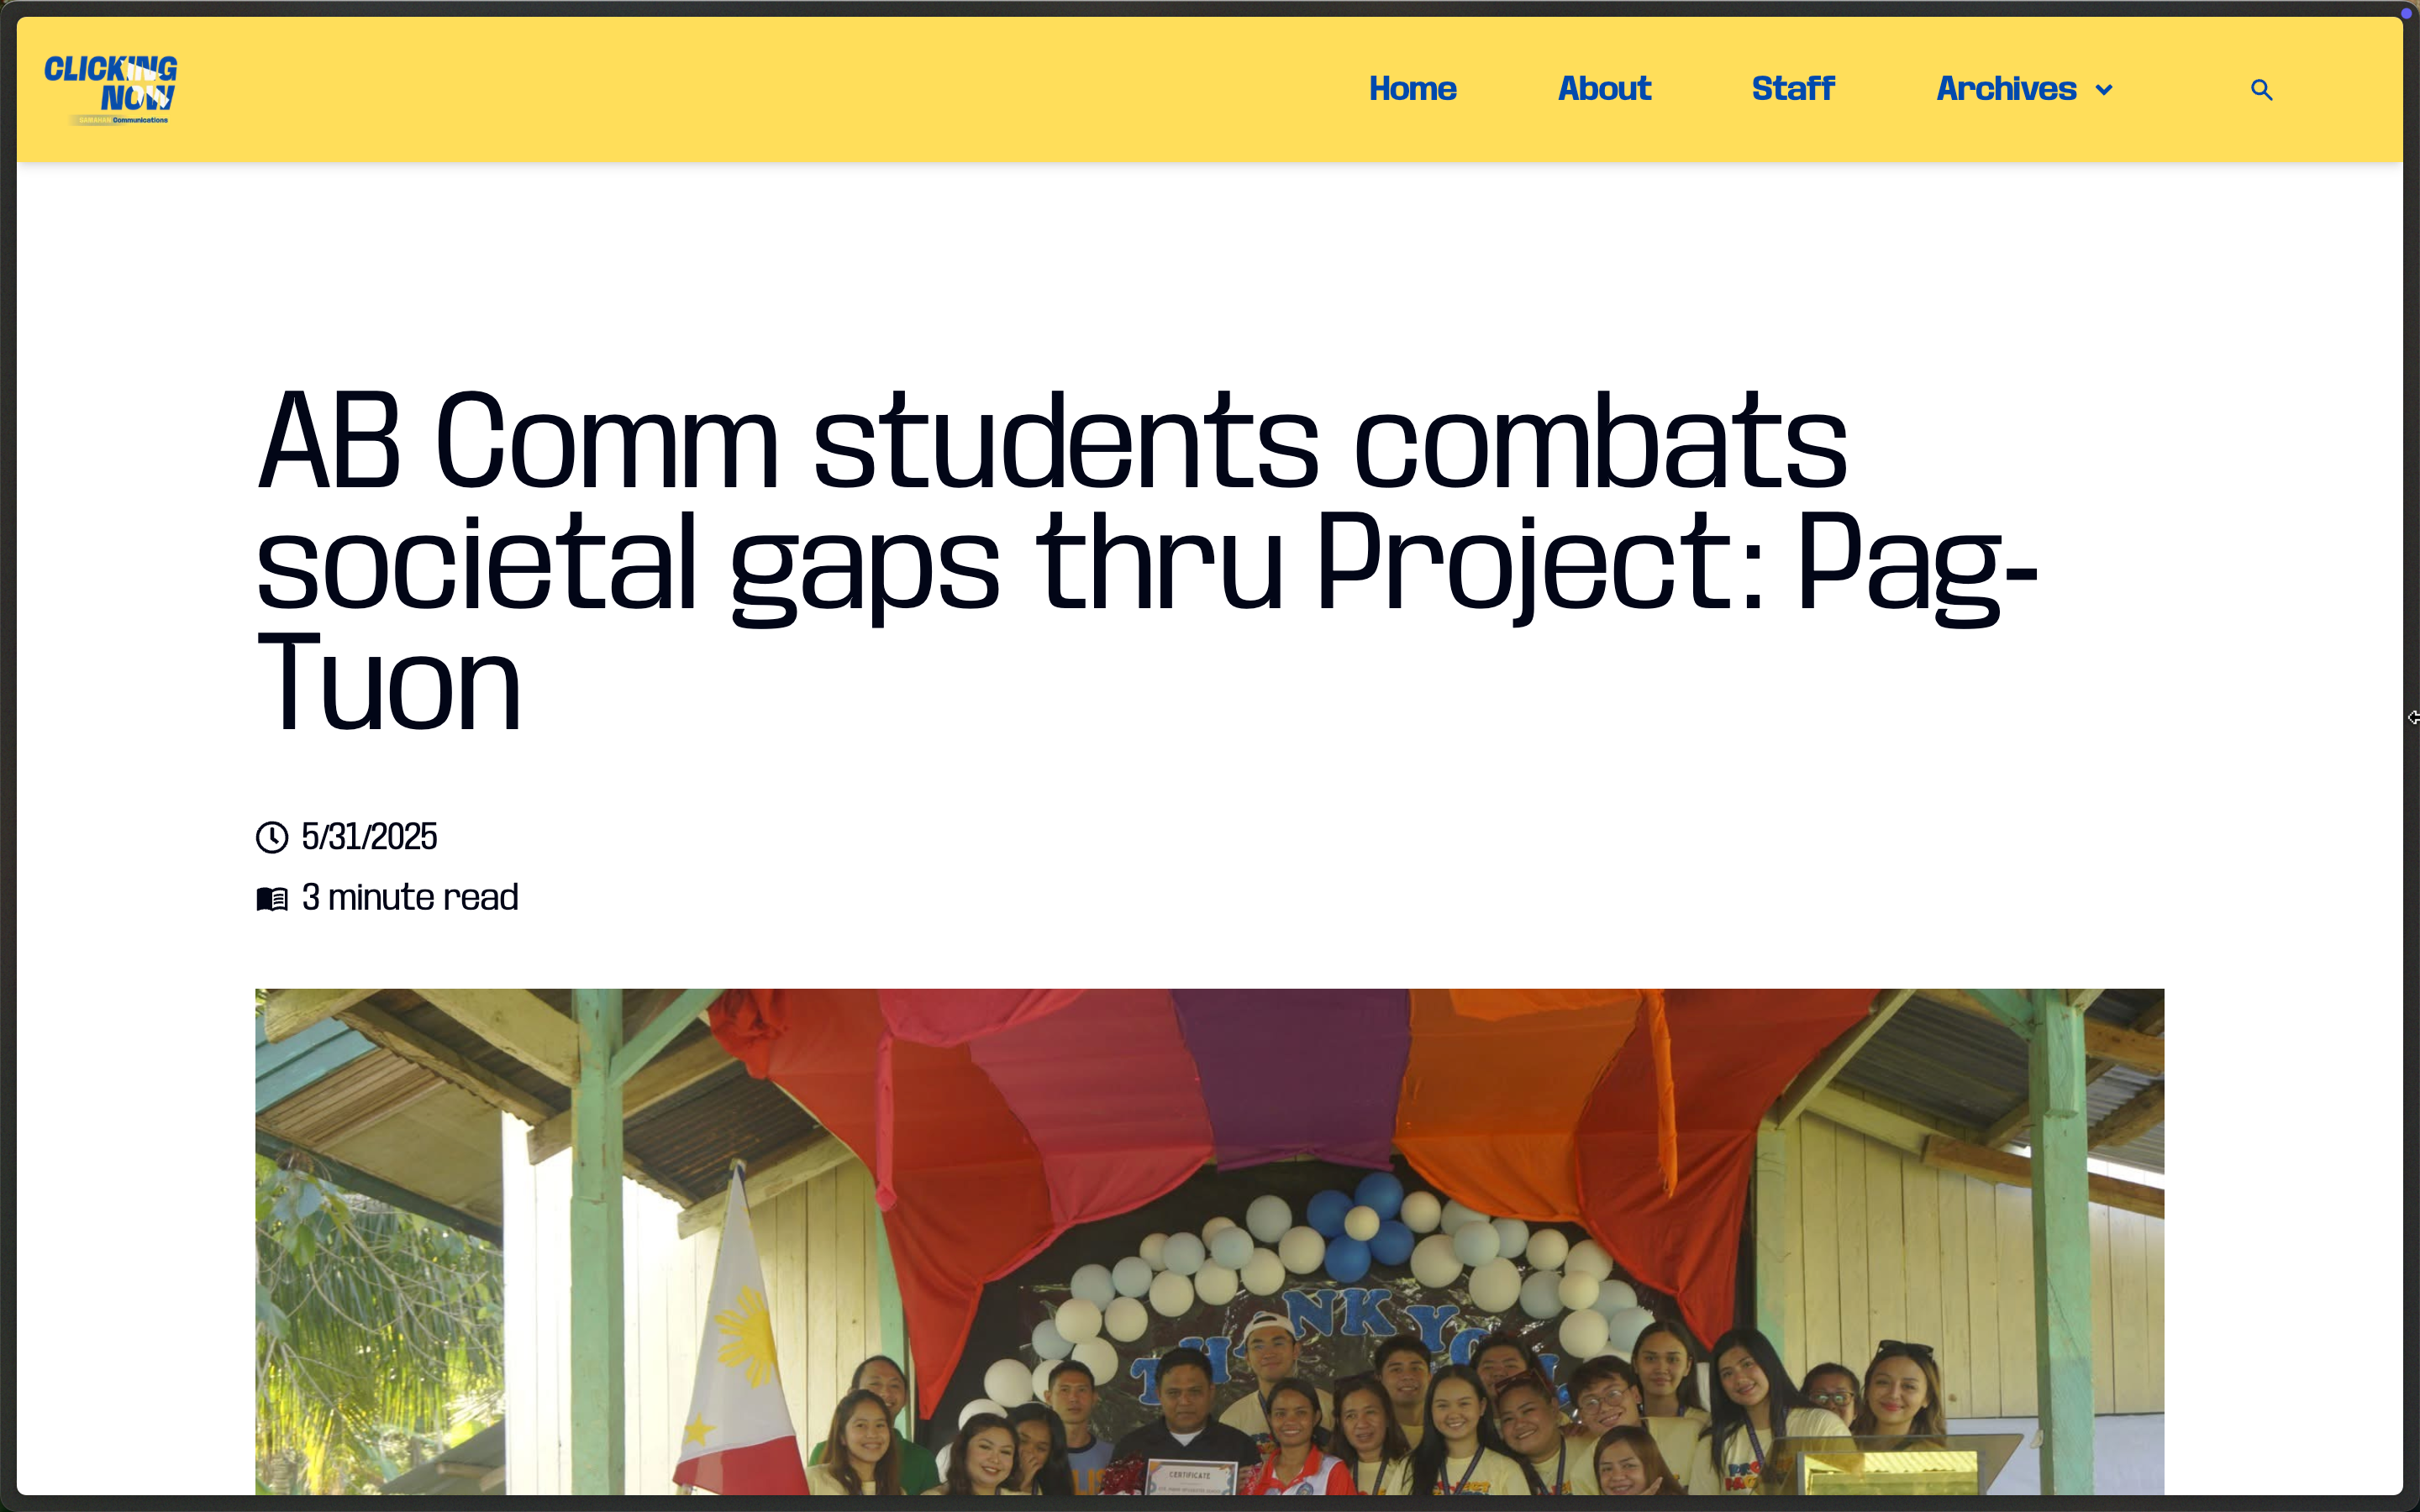 CLICKING
NOW
SAMAHAN Communications
Home About Staff Archives
AB Comm students combats
societal gaps thru Project: Pag-
Tuon
5/31/2025
3 minute read
THANK YOU
CERTIFICATE